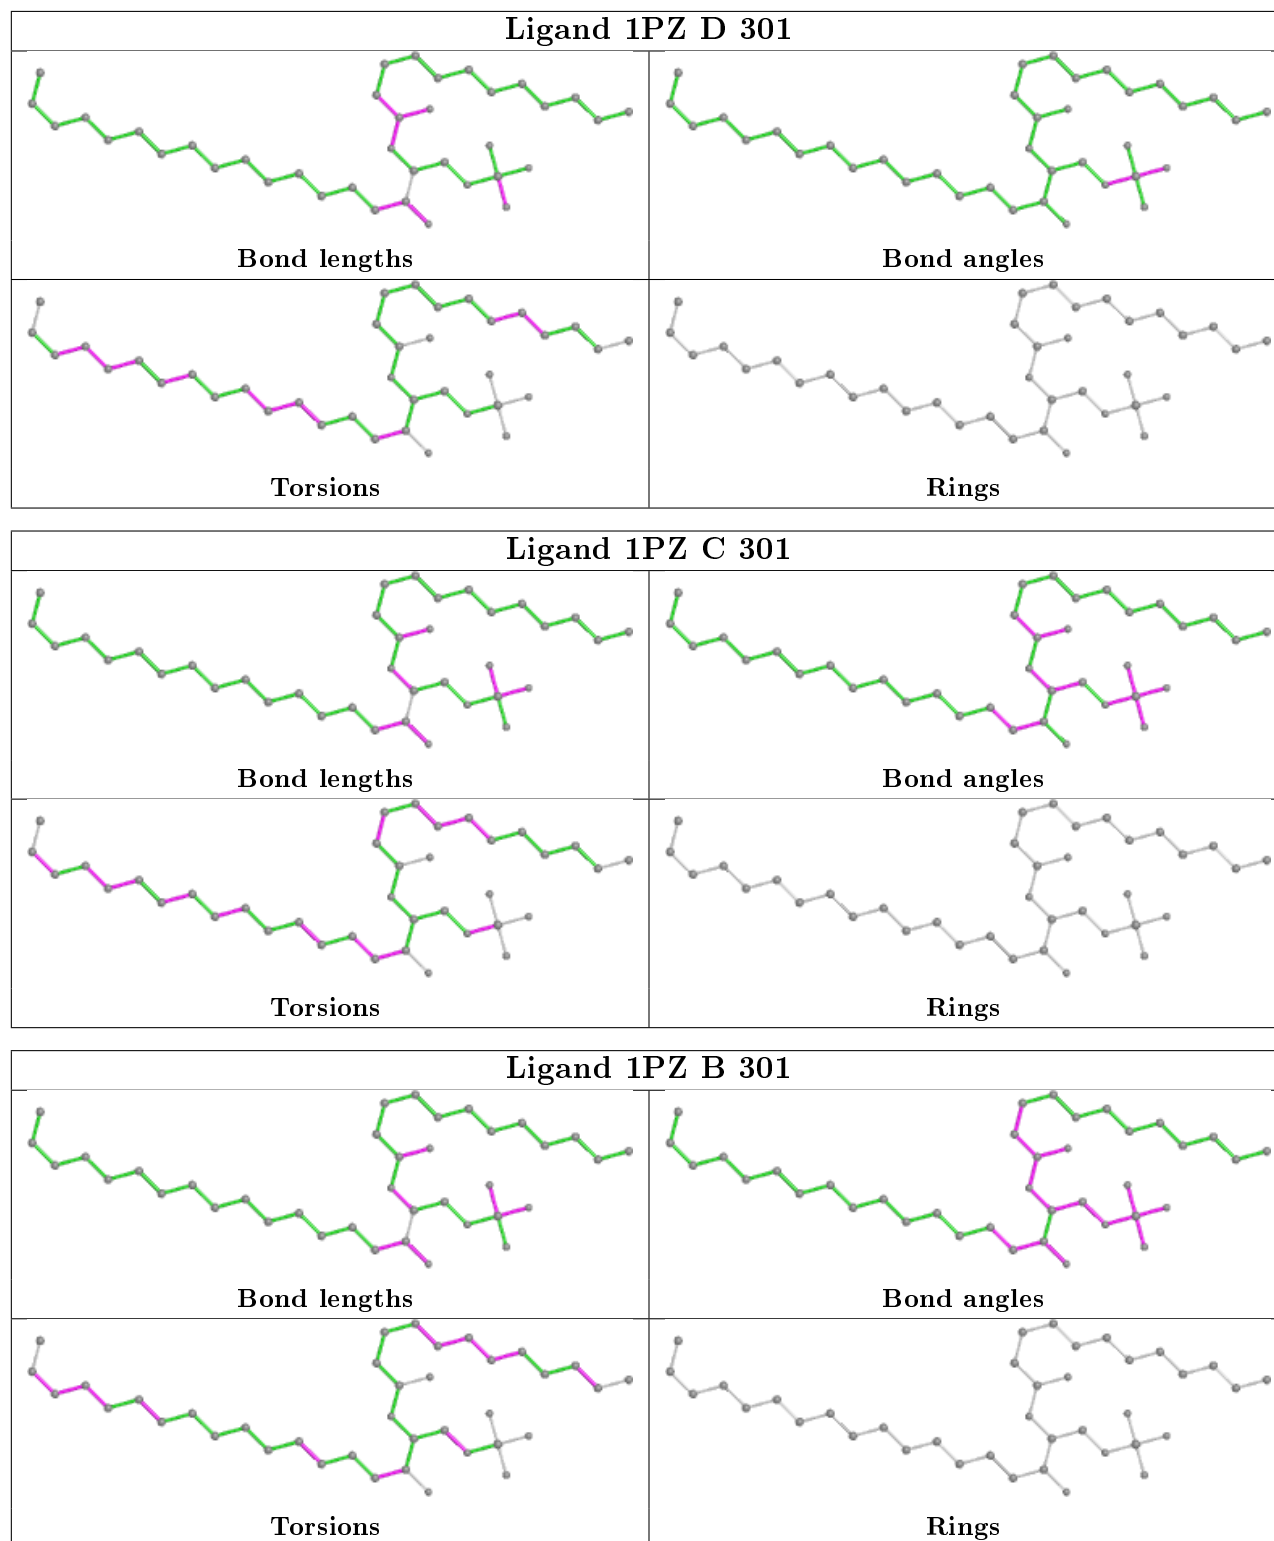 Ligand 1PZ D 301
Bond lengths
Bond angles
Torsions
Rings
Ligand 1PZ C 301
Bond lengths
Bond angles
Torsions
Rings
Ligand 1PZ B 301
Bond lengths
Bond angles
Torsions
Rings